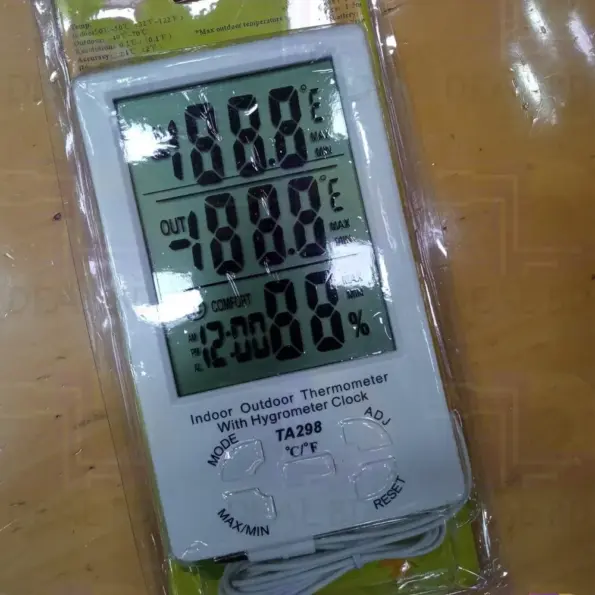 *Max outdoor temperature
-188.8°E
MAX
MIN
OUT
-188.8°E
MAX
MIN
COMFORT
AM
PM
12:00
88%
MAX
MIN
Indoor Outdoor Thermometer
With Hygrometer Clock
TA298
MODE
°C/°F
ADJ
MAX/MIN
RESET